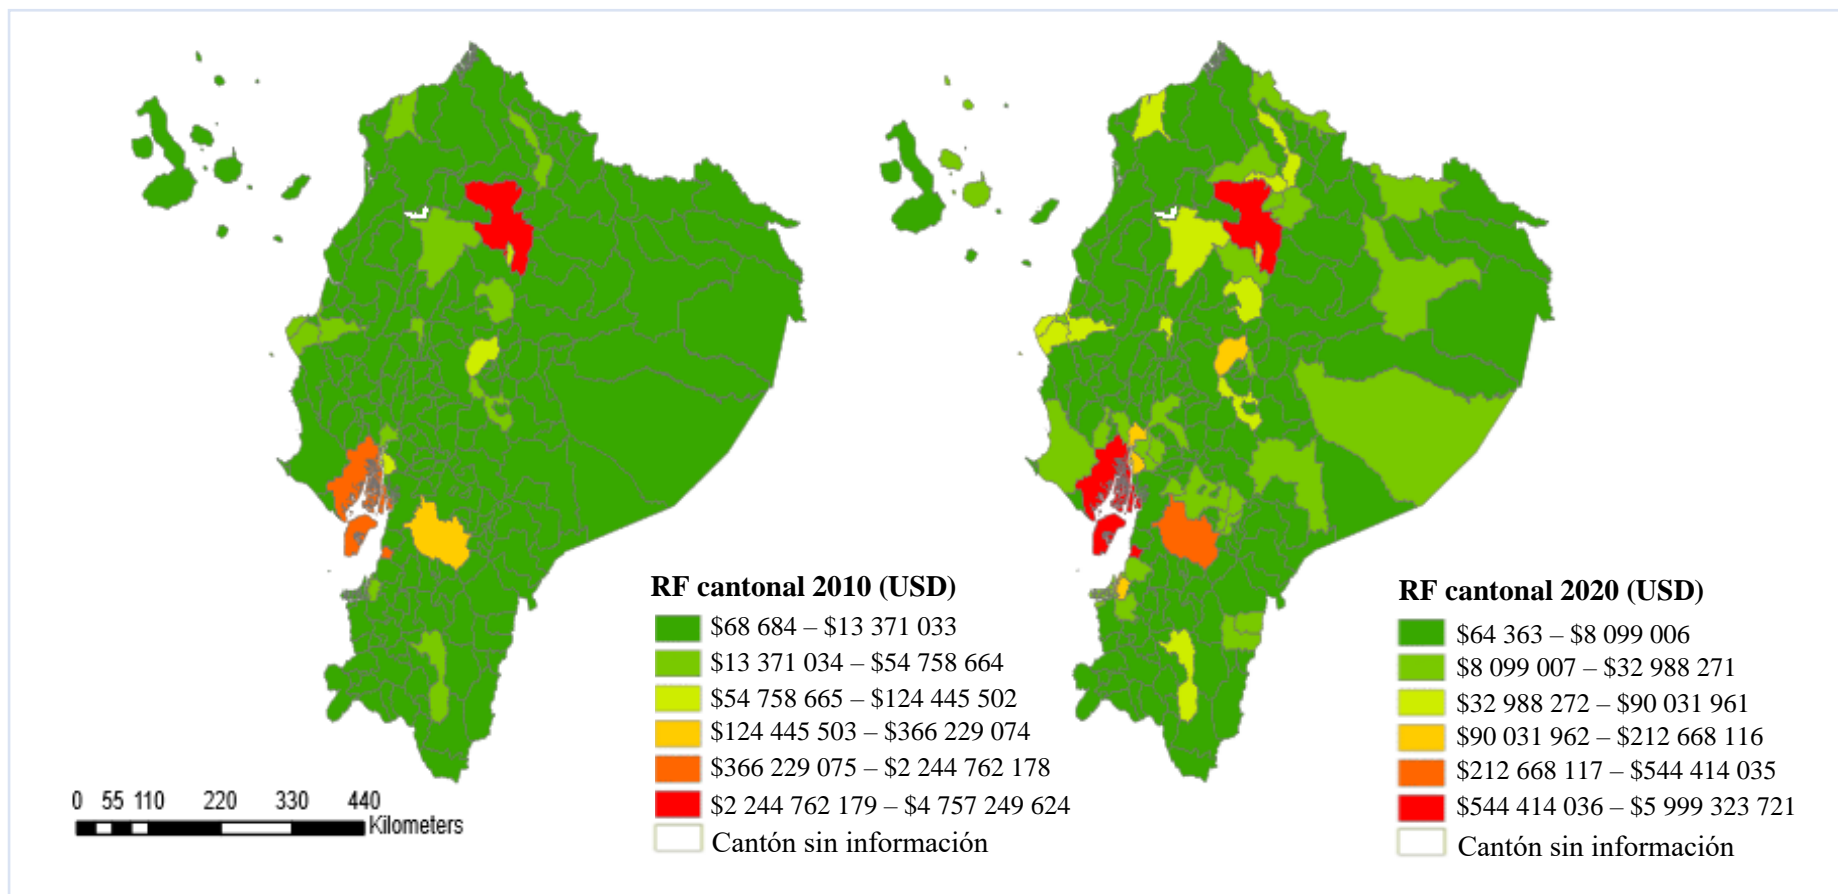 RF cantonal 2010 (USD)
$68 684 – $13 371 033
$13 371 034 – $54 758 664
$54 758 665 – $124 445 502
$124 445 503 – $366 229 074
$366 229 075 – $2 244 762 178
$2 244 762 179 – $4 757 249 624
Cantón sin información
0 55 110 220 330 440
Kilometers
RF cantonal 2020 (USD)
$64 363 – $8 099 006
$8 099 007 – $32 988 271
$32 988 272 – $90 031 961
$90 031 962 – $212 668 116
$212 668 117 – $544 414 035
$544 414 036 – $5 999 323 721
Cantón sin información